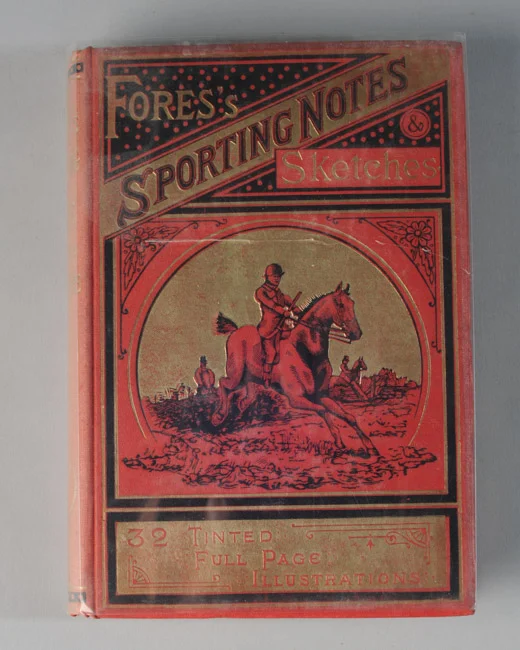 FORES'S
SPORTING NOTES
&
Sketches
32 TINTED
FULL PAGE
ILLUSTRATIONS